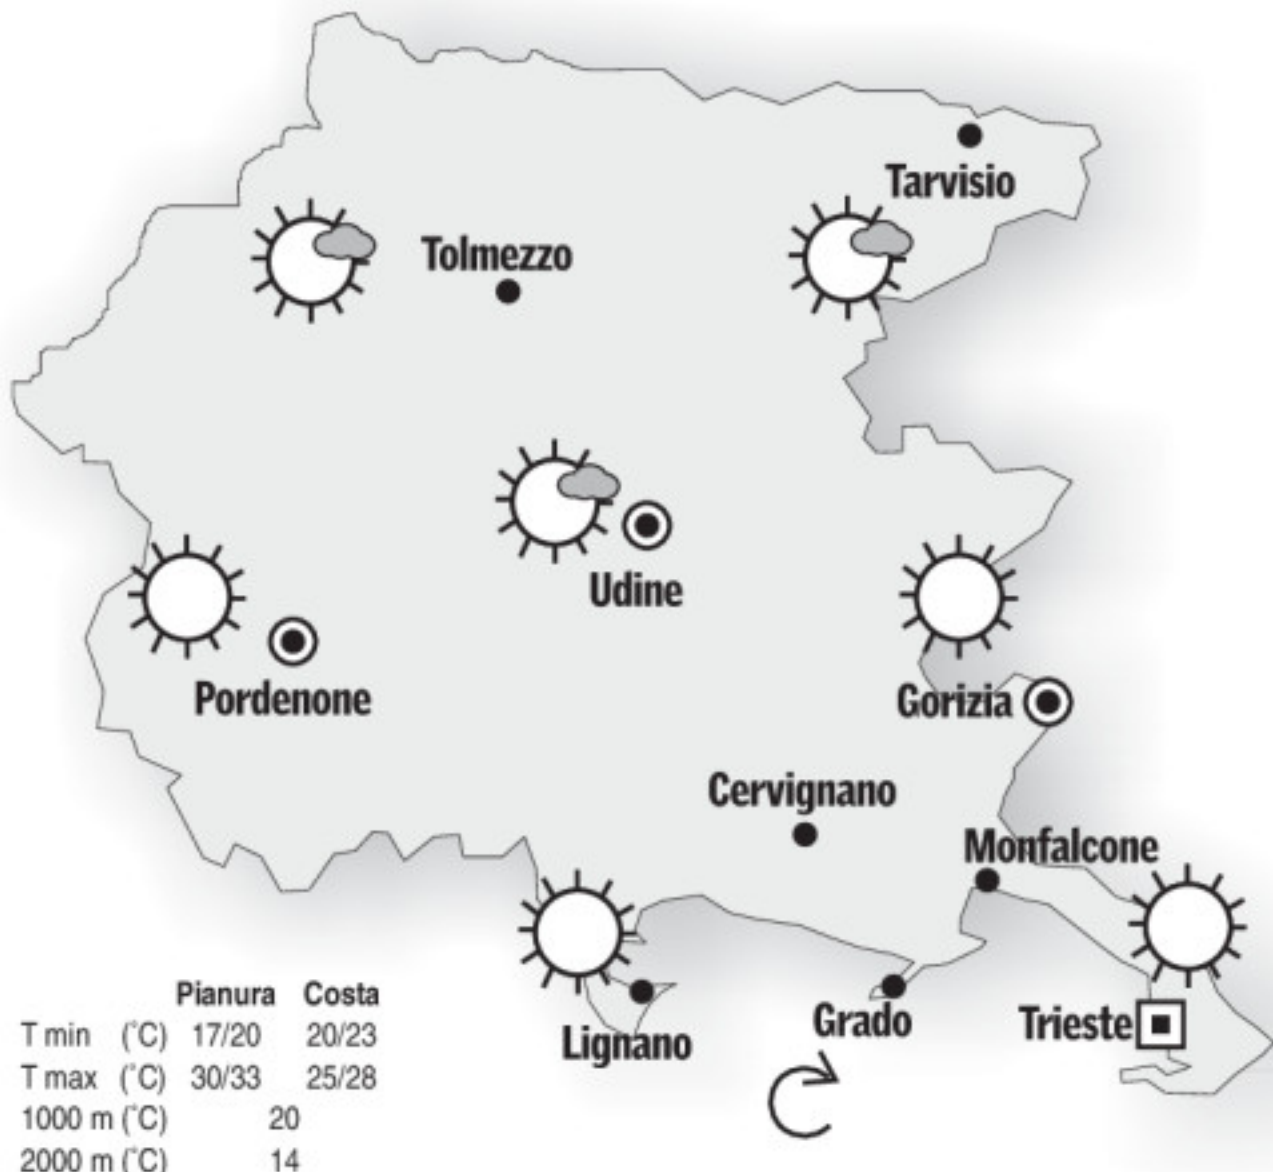 Tarvisio
Tolmezzo
Udine
Pordenone
Gorizia
Cervignano
Monfalcone
Lignano
Grado
Trieste
Pianura Costa
T min (°C) 17/20 20/23
T max (°C) 30/33 25/28
1000 m (°C) 20
2000 m (°C) 14